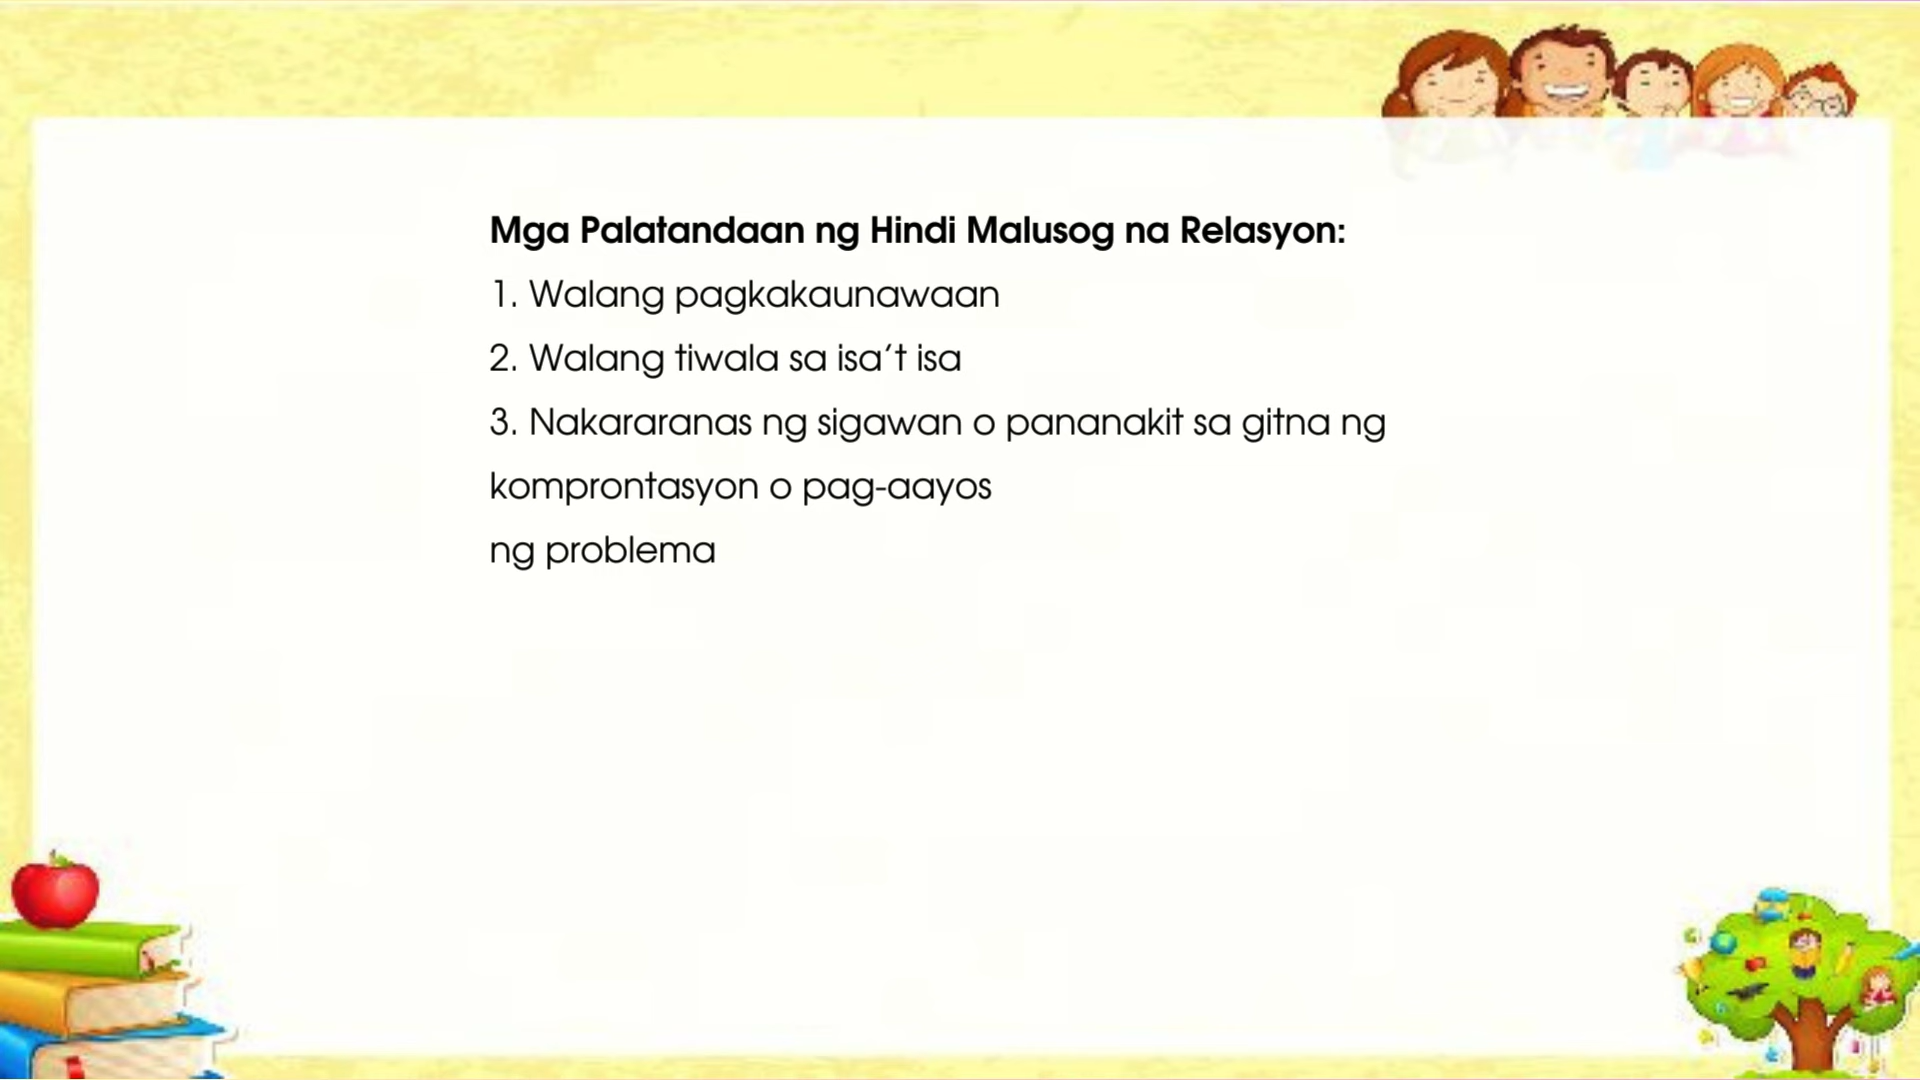 Mga Palatandaan ng Hindi Malusog na Relasyon:
1. Walang pagkakaunawaan
2. Walang tiwala sa isa’t isa
3. Nakararanas ng sigawan o pananakit sa gitna ng
komprontasyon o pag-aayos
ng problema